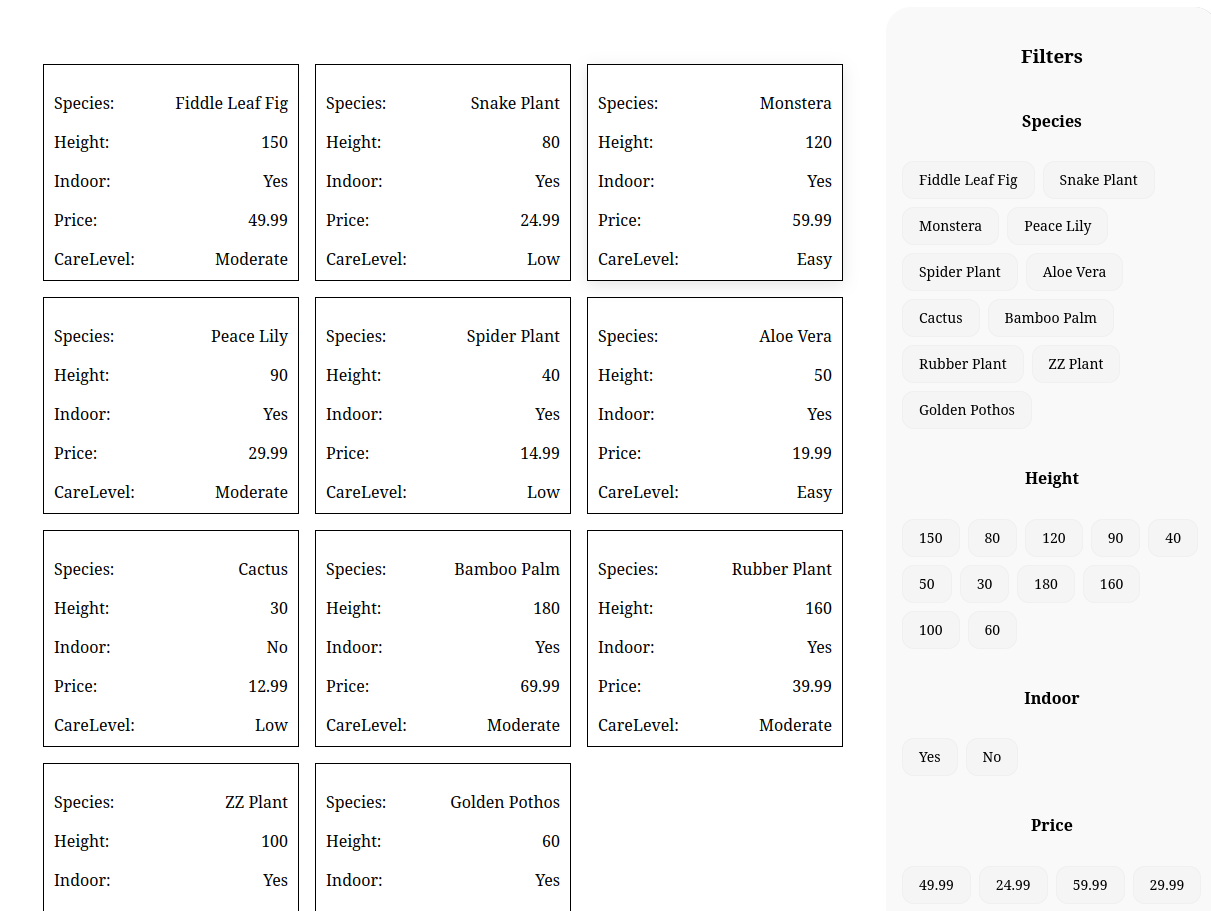 Species: Fiddle Leaf Fig
Height: 150
Indoor: Yes
Price: 49.99
CareLevel: Moderate
Species: Snake Plant
Height: 80
Indoor: Yes
Price: 24.99
CareLevel: Low
Species: Monstera
Height: 120
Indoor: Yes
Price: 59.99
CareLevel: Easy
Species: Peace Lily
Height: 90
Indoor: Yes
Price: 29.99
CareLevel: Moderate
Species: Spider Plant
Height: 40
Indoor: Yes
Price: 14.99
CareLevel: Low
Species: Aloe Vera
Height: 50
Indoor: Yes
Price: 19.99
CareLevel: Easy
Species: Cactus
Height: 30
Indoor: No
Price: 12.99
CareLevel: Low
Species: Bamboo Palm
Height: 180
Indoor: Yes
Price: 69.99
CareLevel: Moderate
Species: Rubber Plant
Height: 160
Indoor: Yes
Price: 39.99
CareLevel: Moderate
Species: ZZ Plant
Height: 100
Indoor: Yes
Species: Golden Pothos
Height: 60
Indoor: Yes
Filters
Species
Fiddle Leaf Fig Snake Plant
Monstera Peace Lily
Spider Plant Aloe Vera
Cactus Bamboo Palm
Rubber Plant ZZ Plant
Golden Pothos
Height
150 80 120 90 40
50 30 180 160
100 60
Indoor
Yes No
Price
49.99 24.99 59.99 29.99